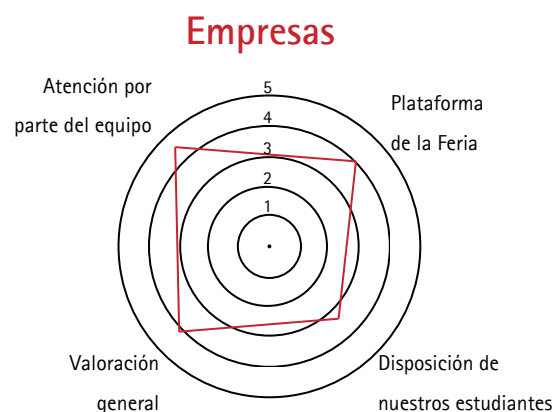 Empresas
Atención por
parte del equipo
Plataforma
de la Feria
5
4
3
2
1
Valoración
general
Disposición de
nuestros estudiantes